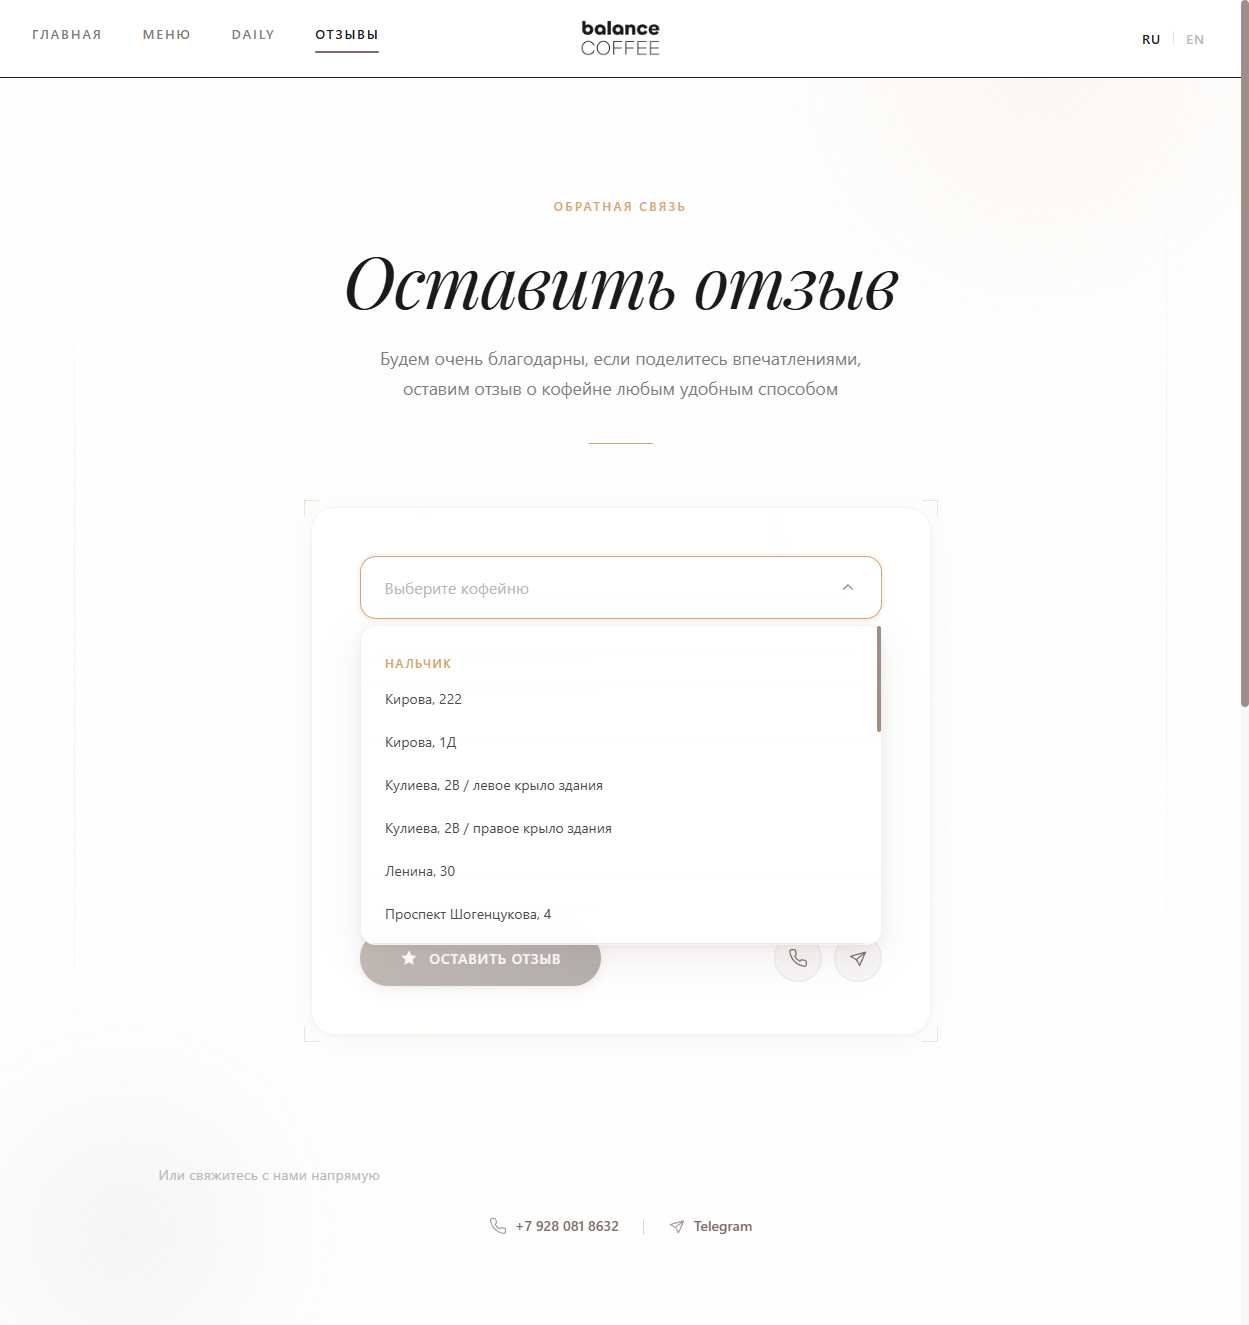 ГЛАВНАЯ
МЕНЮ
DAILY
ОТЗЫВЫ
balance
COFFEE
RU
EN
ОБРАТНАЯ СВЯЗЬ
Оставить отзыв
Будем очень благодарны, если поделитесь впечатлениями,
оставим отзыв о кофейне любым удобным способом
Выберите кофейню
НАЛЬЧИК
Кирова, 222
Кирова, 1Д
Кулиева, 2В / левое крыло здания
Кулиева, 2В / правое крыло здания
Ленина, 30
Проспект Шогенцукова, 4
ОСТАВИТЬ ОТЗЫВ
Или свяжитесь с нами напрямую
+7 928 081 8632
Telegram